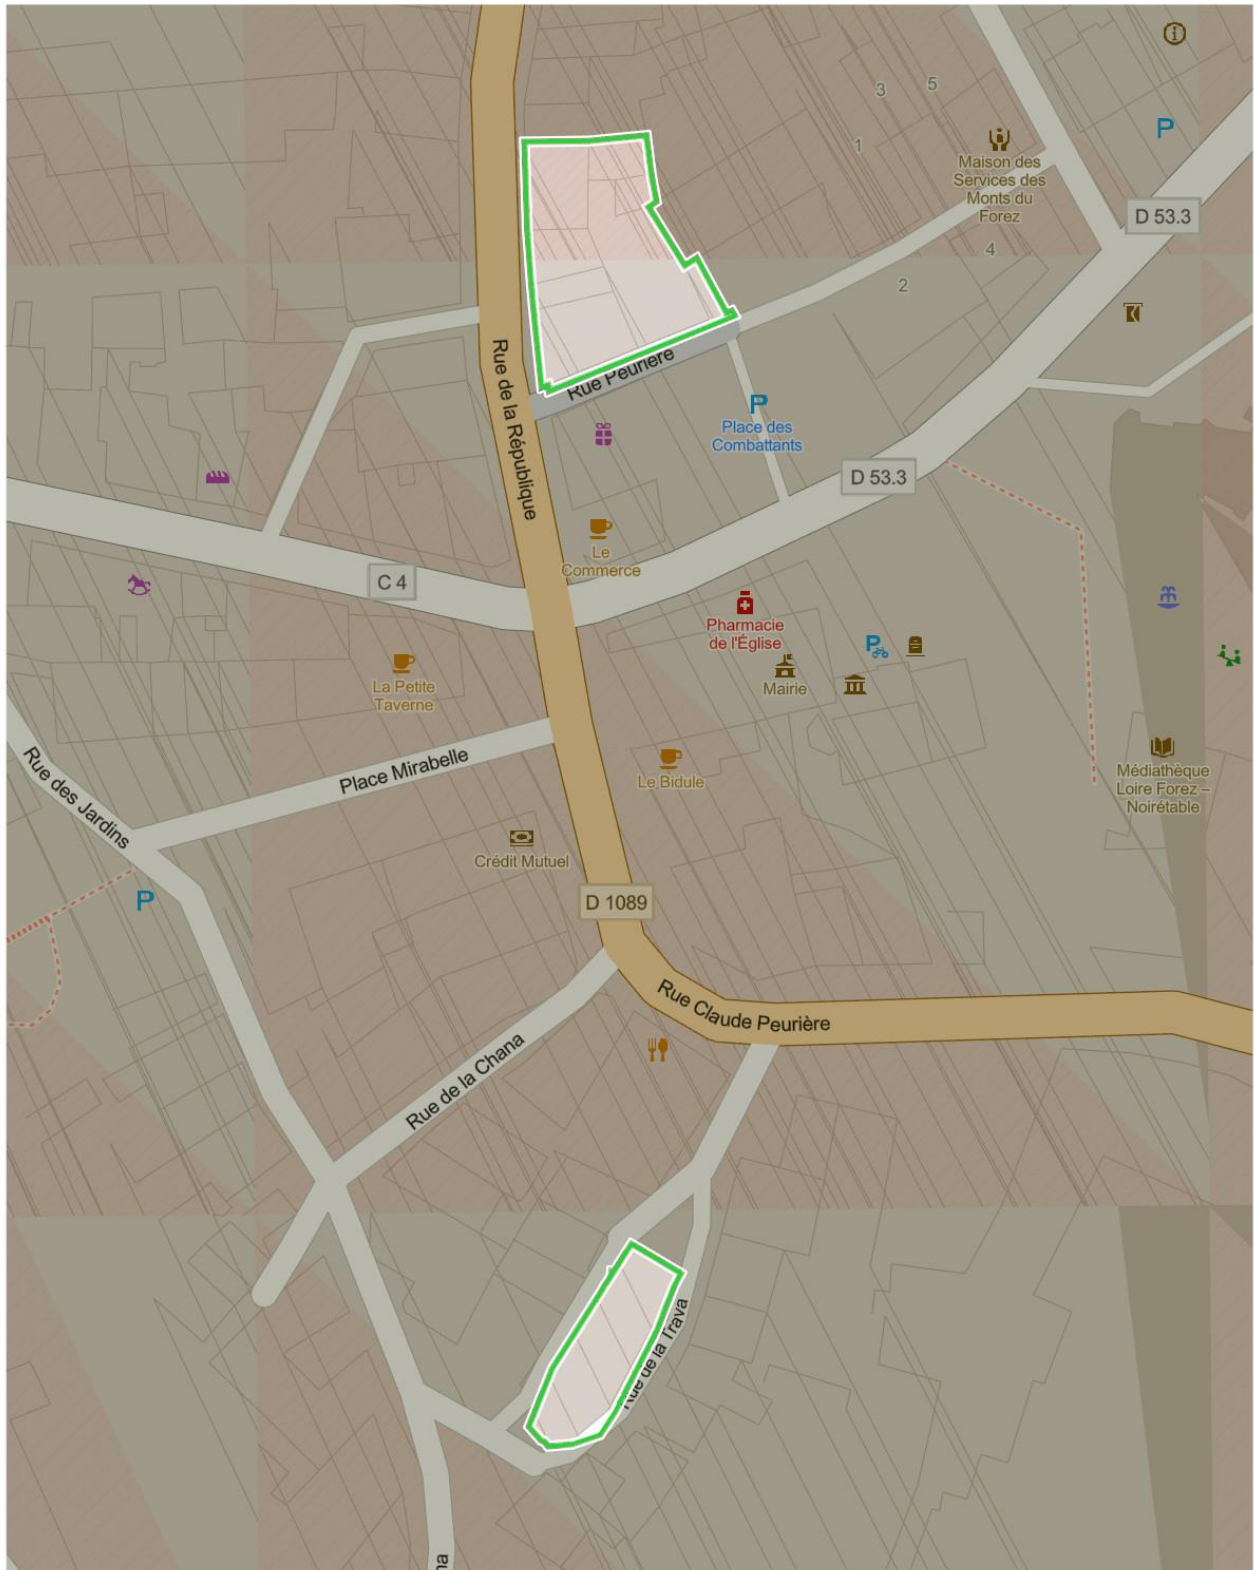 3
5
1
P
Maison des
Services des
Monts du
Forez
D 53.3
4
2
Rue de la République
Rue Peurière
P
Place des
Combattants
D 53.3
Le
Commerce
C 4
Pharmacie
de l'Église
P
La Petite
Taverne
Mairie
Place Mirabelle
Rue des Jardins
Le Bidule
Médiathèque
Loire Forez –
Noirétable
Crédit Mutuel
P
D 1089
Rue Claude Peurière
Rue de la Chana
Rue de la Trava
na